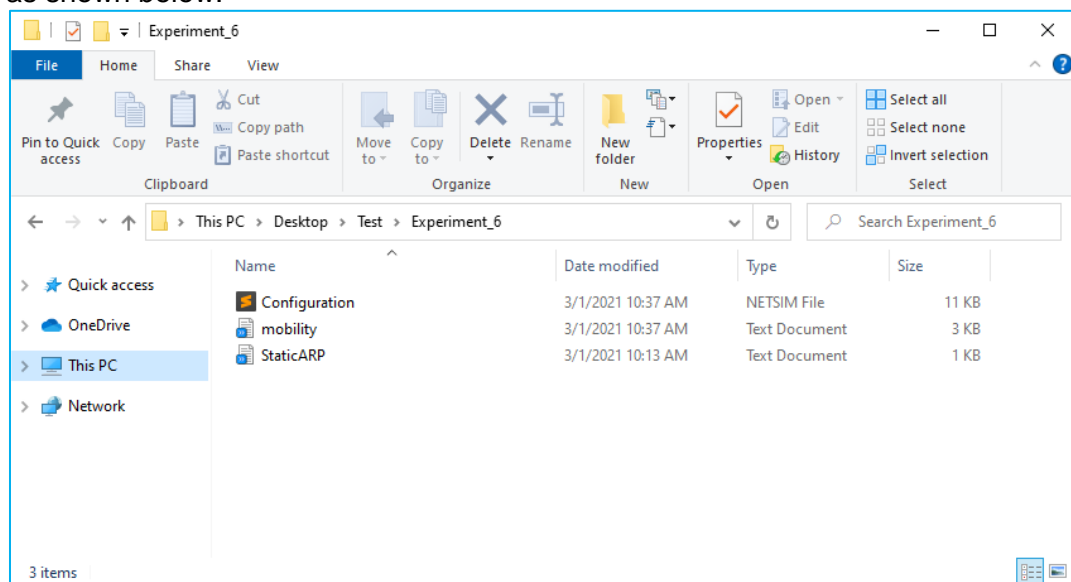 as shown below.
Experiment_6
File Home Share View
Pin to Quick access Copy Paste Cut Copy path Paste shortcut Move to Copy to Delete Rename New folder Properties Open Edit History Select all Select none Invert selection
Clipboard Organize New Open Select
This PC > Desktop > Test > Experiment_6 Search Experiment_6
Name Date modified Type Size
Quick access
Configuration 3/1/2021 10:37 AM NETSIM File 11 KB
OneDrive
mobility 3/1/2021 10:37 AM Text Document 3 KB
This PC
StaticARP 3/1/2021 10:13 AM Text Document 1 KB
Network
3 items